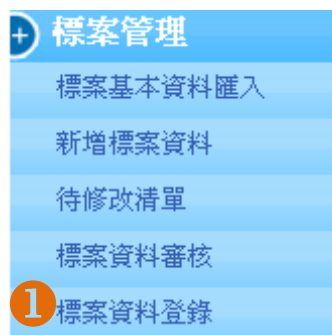 + 標案管理
標案基本資料匯入
新增標案資料
待修改清單
標案資料審核
1 標案資料登錄